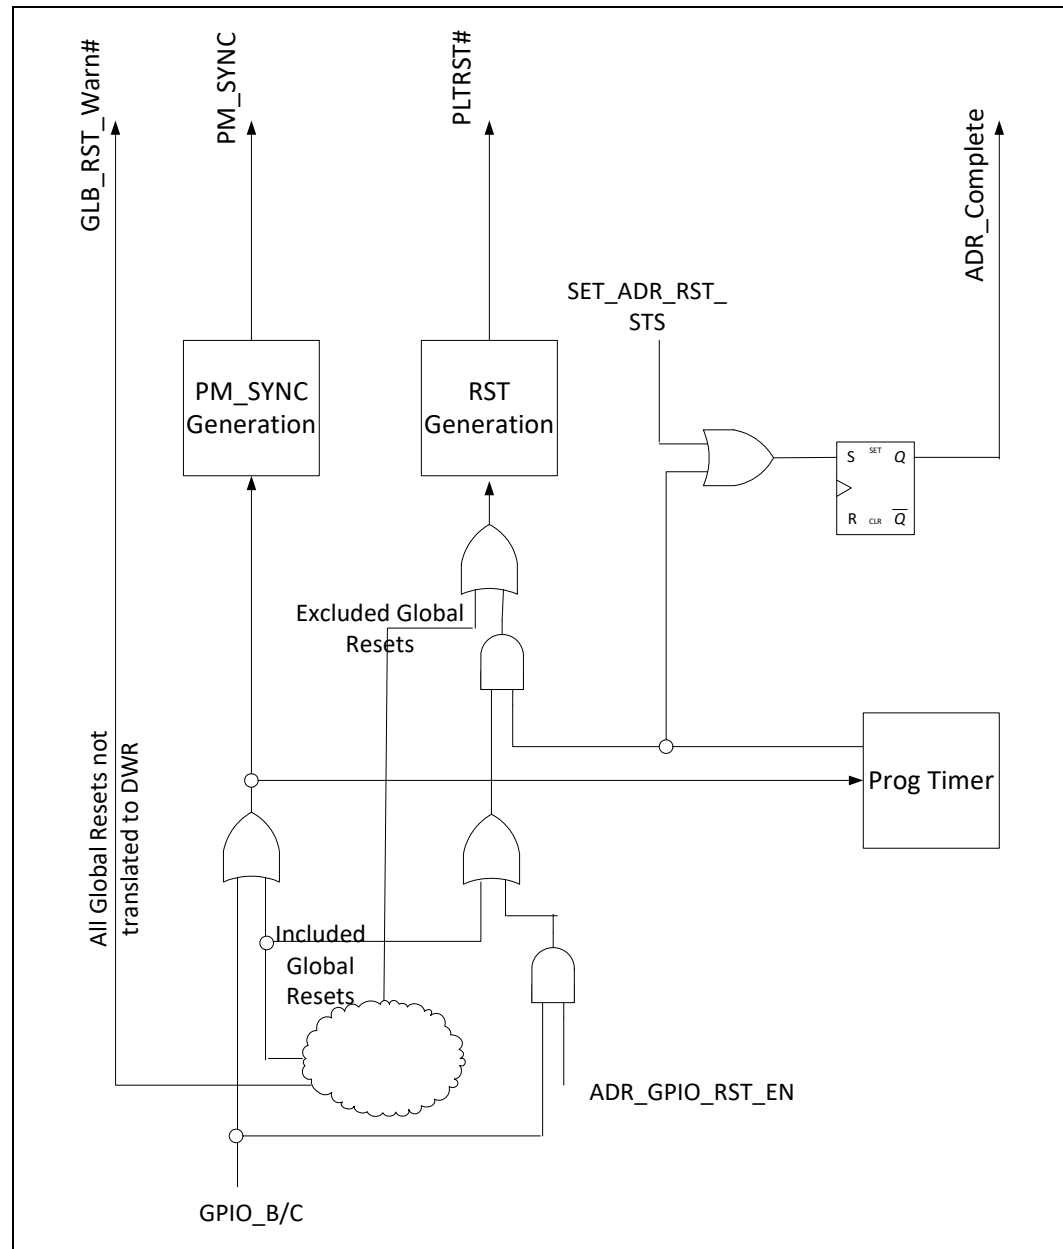 GLB_RST_Warn#
PM_SYNC
PLTRST#
ADR_Complete
SET_ADR_RST_
STS
PM_SYNC
Generation
RST
Generation
S SET Q
R CLR Q
Excluded Global
Resets
All Global Resets not
translated to DWR
Prog Timer
Included
Global
Resets
ADR_GPIO_RST_EN
GPIO_B/C